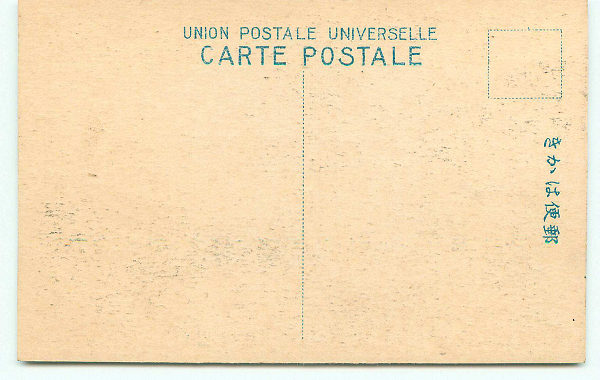 UNION POSTALE UNIVERSELLE
CARTE POSTALE
郵便はかき